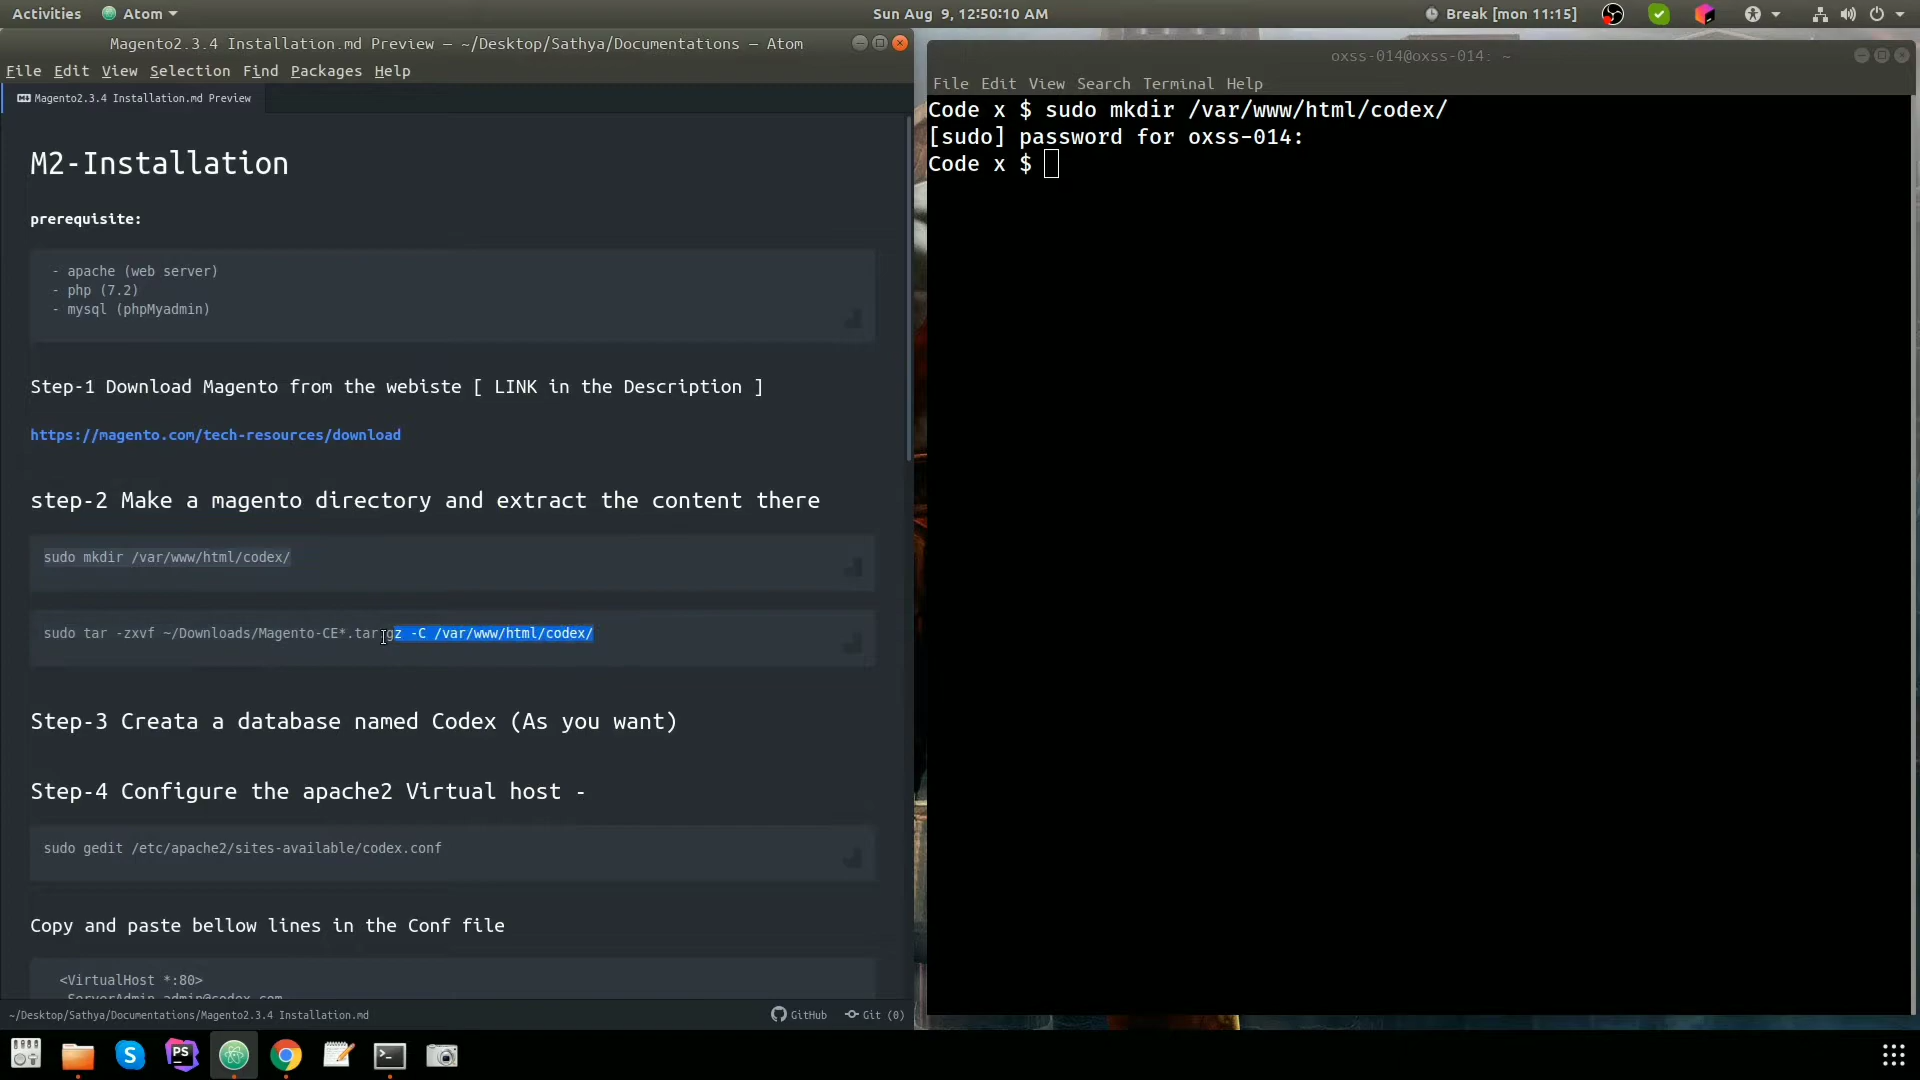 Activities Atom Sun Aug 9, 12:50:10 AM Break [mon 11:15]
Magento2.3.4 Installation.md Preview — ~/Desktop/Sathya/Documentations — Atom
File Edit View Selection Find Packages Help
Magento2.3.4 Installation.md Preview
M2-Installation
prerequisite:
- apache (web server)
- php (7.2)
- mysql (phpMyadmin)
Step-1 Download Magento from the webiste [ LINK in the Description ]
https://magento.com/tech-resources/download
step-2 Make a magento directory and extract the content there
sudo mkdir /var/www/html/codex/
sudo tar -zxvf ~/Downloads/Magento-CE*.tar.gz -C /var/www/html/codex/
Step-3 Creata a database named Codex (As you want)
Step-4 Configure the apache2 Virtual host -
sudo gedit /etc/apache2/sites-available/codex.conf
Copy and paste bellow lines in the Conf file
<VirtualHost *:80>
ServerAdmin admin@codex.com
~/Desktop/Sathya/Documentations/Magento2.3.4 Installation.md GitHub Git (0)
oxss-014@oxss-014: ~
File Edit View Search Terminal Help
Code x $ sudo mkdir /var/www/html/codex/
[sudo] password for oxss-014:
Code x $
S PS